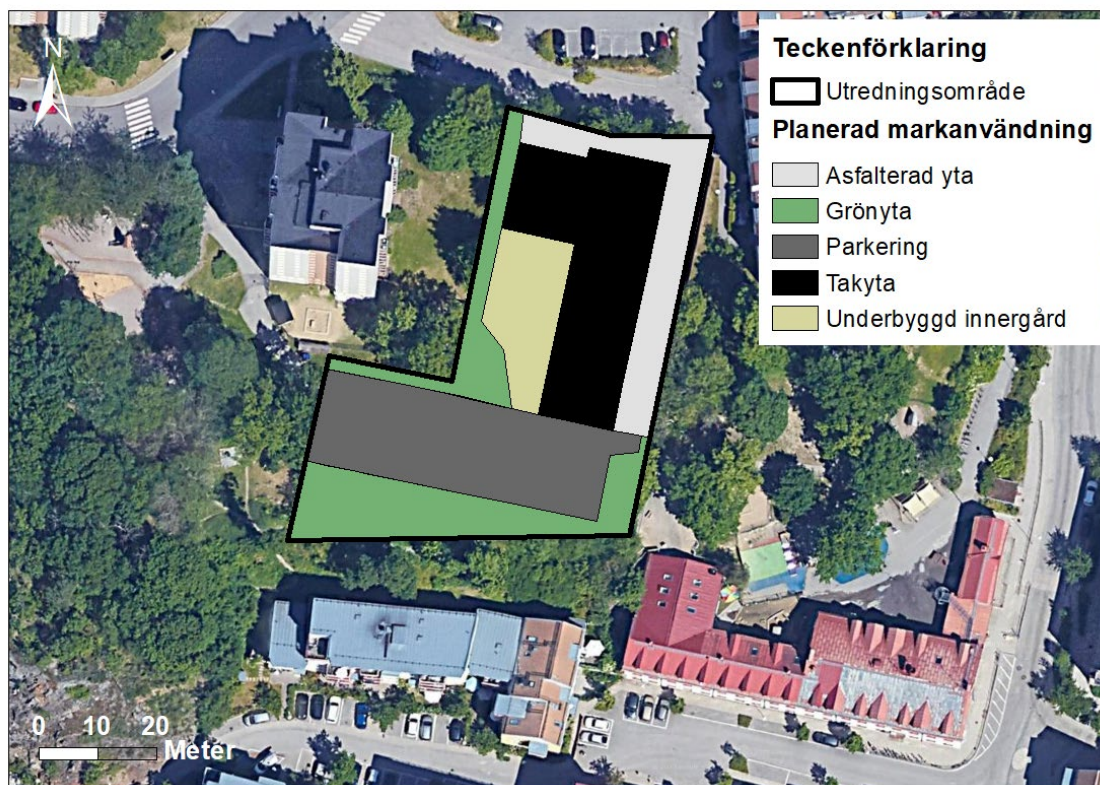 N
Teckenförklaring
Utredningsområde
Planerad markanvändning
Asfalterad yta
Grönyta
Parkering
Takyta
Underbyggd innergård
0 10 20
Meter